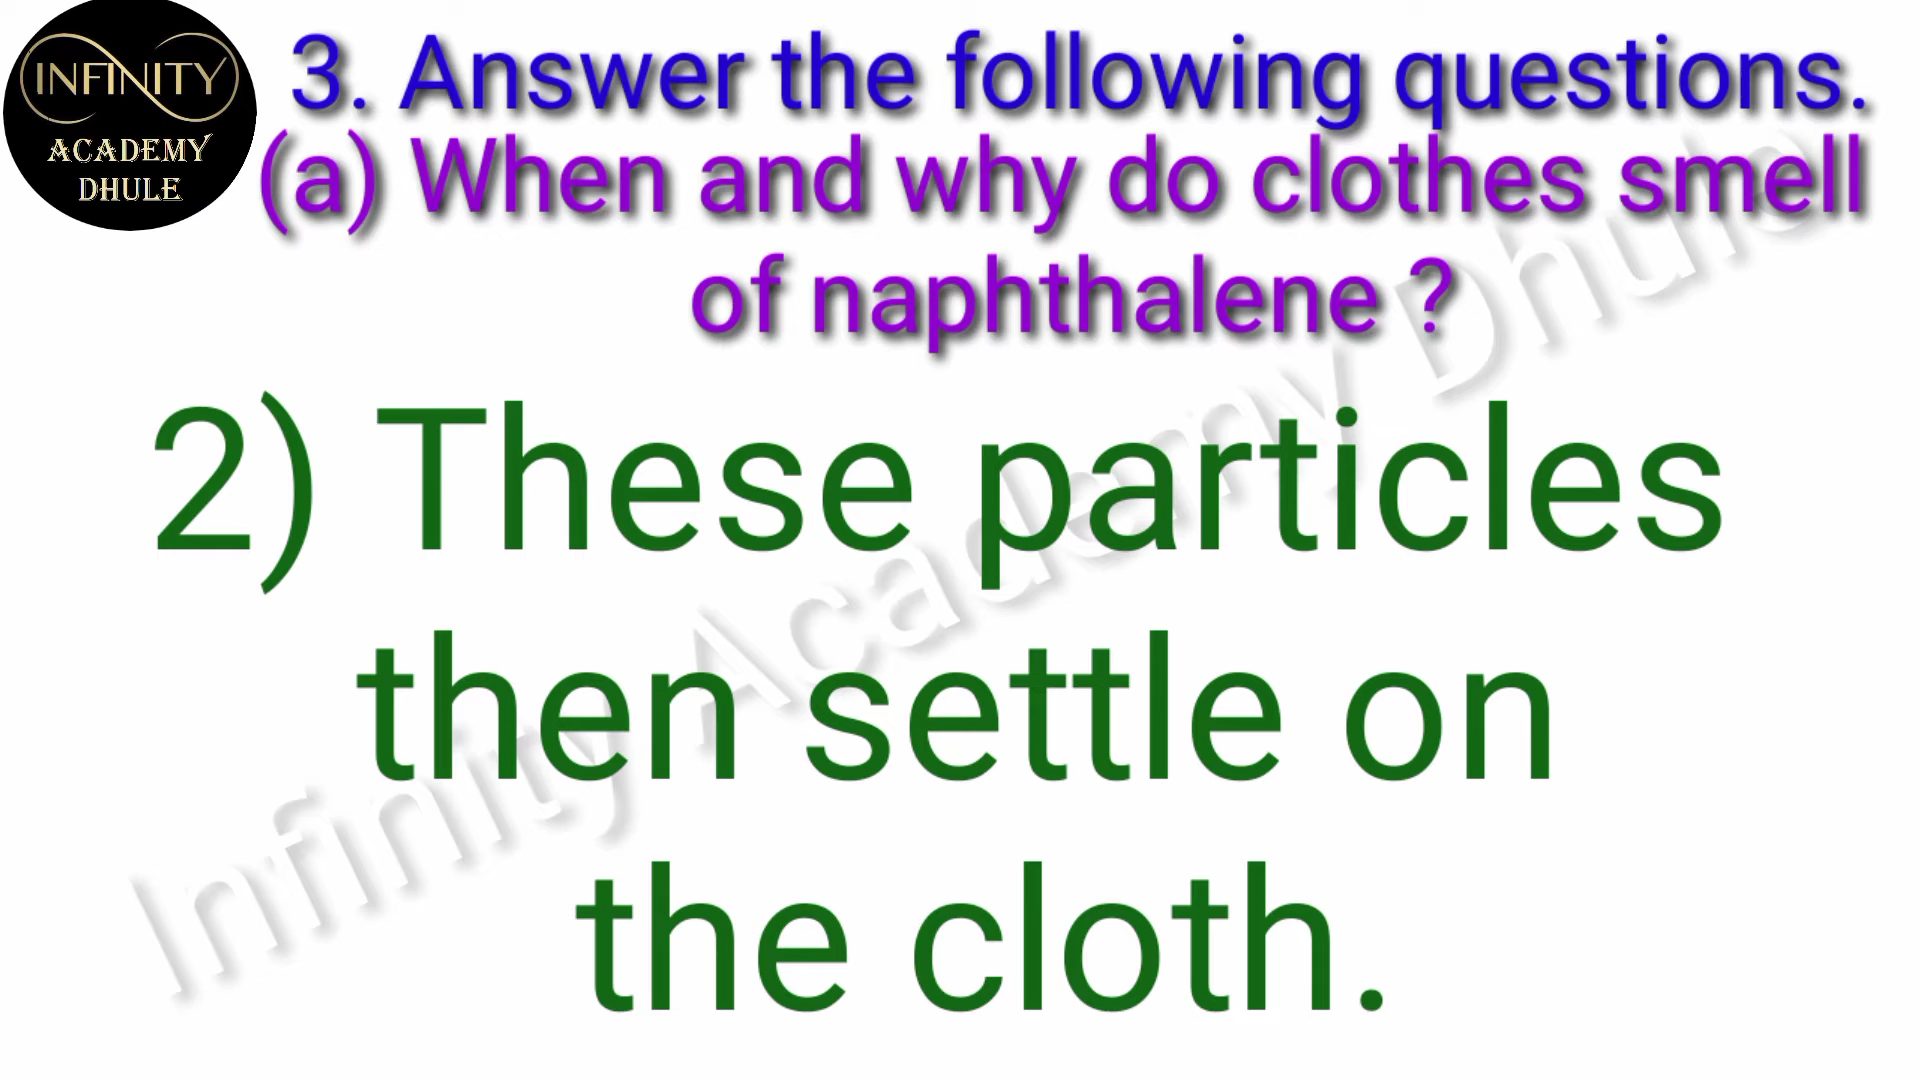 INFINITY
ACADEMY
DHULE
3. Answer the following questions.
(a) When and why do clothes smell
of naphthalene ?
2) These particles
then settle on
the cloth.
Infinity Academy Dhule